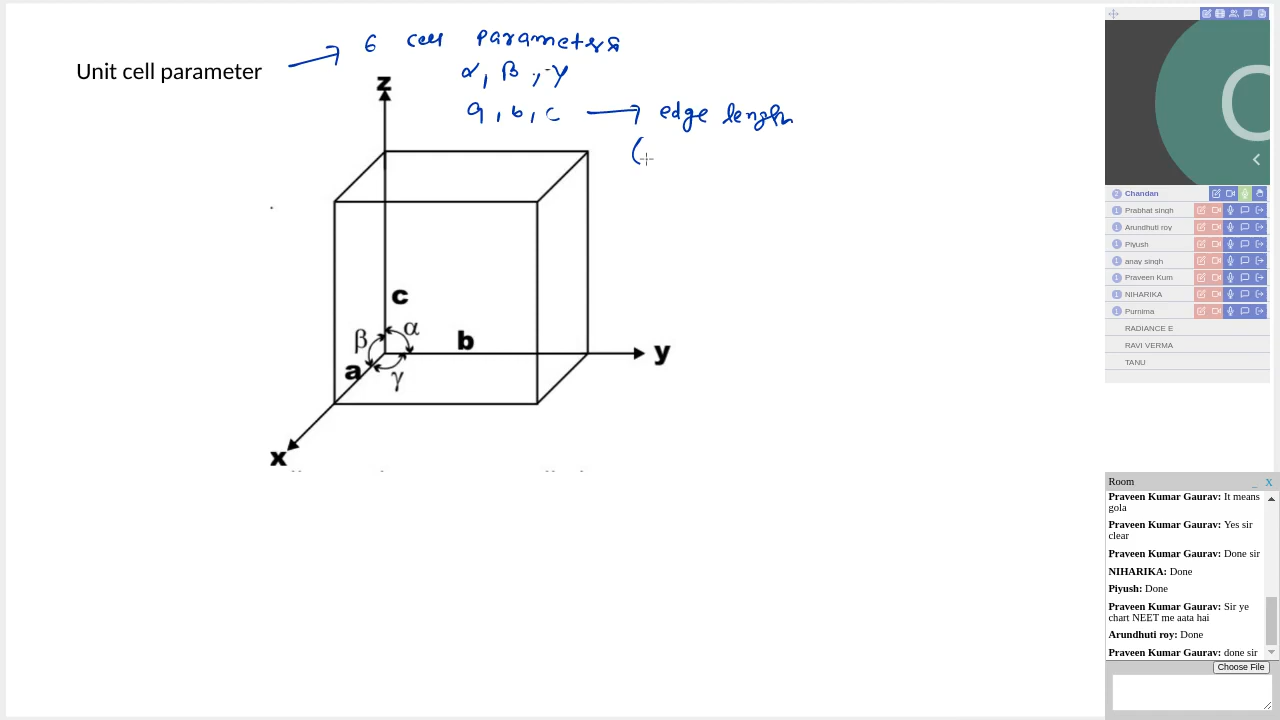 6 cell parameters
Unit cell parameter
α, β, γ
a, b, c → edge length
(
z
c
β
α
b
a
γ
y
x
C
Chandan
Prabhat singh
Arundhuti roy
Piyush
anay singh
Praveen Kum
NIHARIKA
Purnima
RADIANCE E
RAVI VERMA
TANU
Room _ X
Praveen Kumar Gaurav: It means
gola
Praveen Kumar Gaurav: Yes sir
clear
Praveen Kumar Gaurav: Done sir
NIHARIKA: Done
Piyush: Done
Praveen Kumar Gaurav: Sir ye
chart NEET me aata hai
Arundhuti roy: Done
Praveen Kumar Gaurav: done sir
Choose File